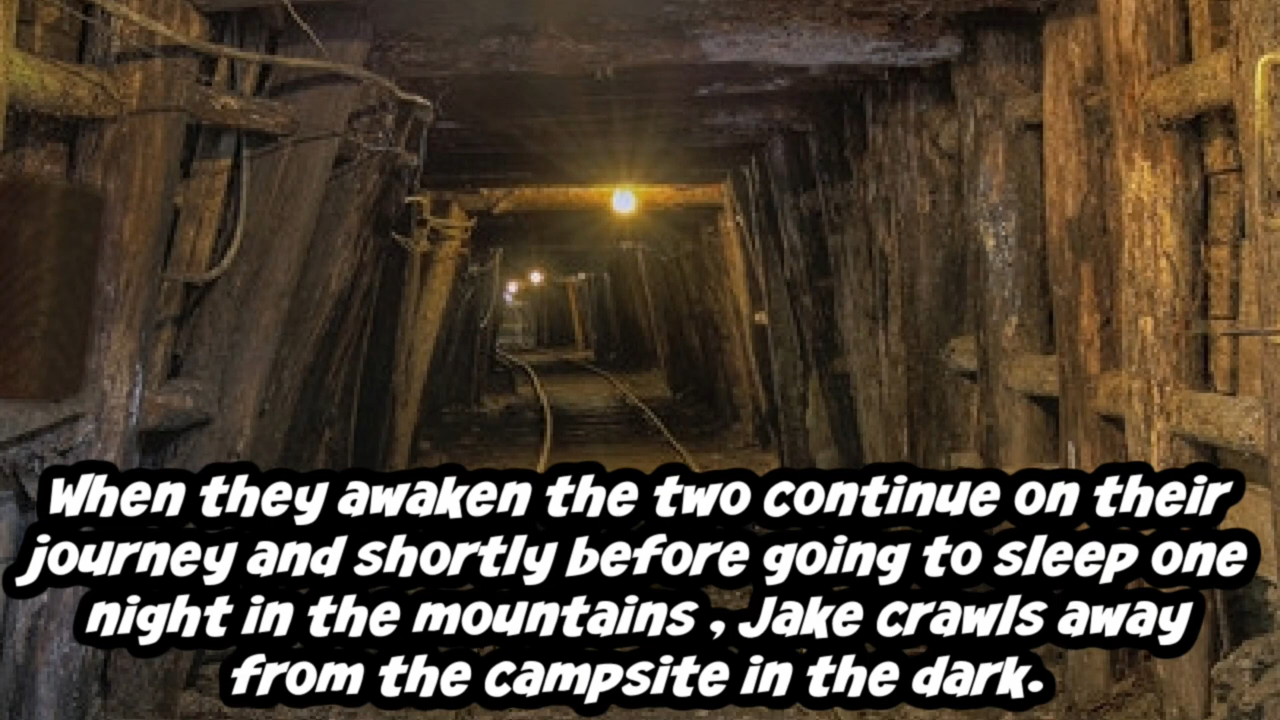 When they awaken the two continue on their
journey and shortly before going to sleep one
night in the mountains , Jake crawls away
from the campsite in the dark.